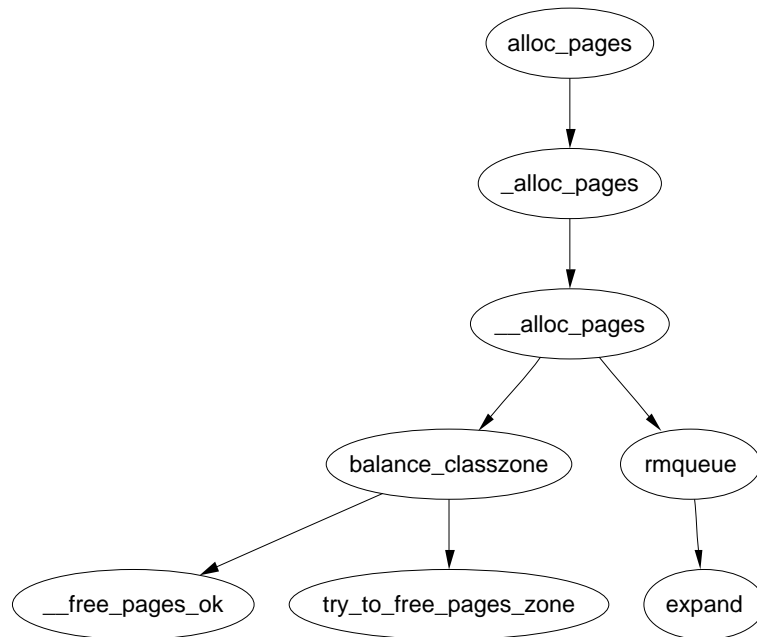 alloc_pages
_alloc_pages
__alloc_pages
balance_classzone
rmqueue
__free_pages_ok
try_to_free_pages_zone
expand